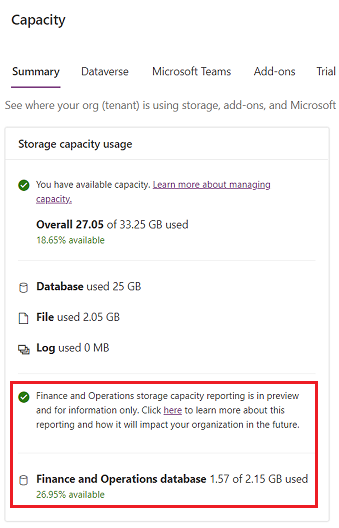 Capacity
Summary Dataverse Microsoft Teams Add-ons Trial
See where your org (tenant) is using storage, add-ons, and Microsoft
Storage capacity usage
You have available capacity. Learn more about managing
capacity.
Overall 27.05 of 33.25 GB used
18.65% available
Database used 25 GB
File used 2.05 GB
Log used 0 MB
Finance and Operations storage capacity reporting is in preview
and for information only. Click here to learn more about this
reporting and how it will impact your organization in the future.
Finance and Operations database 1.57 of 2.15 GB used
26.95% available